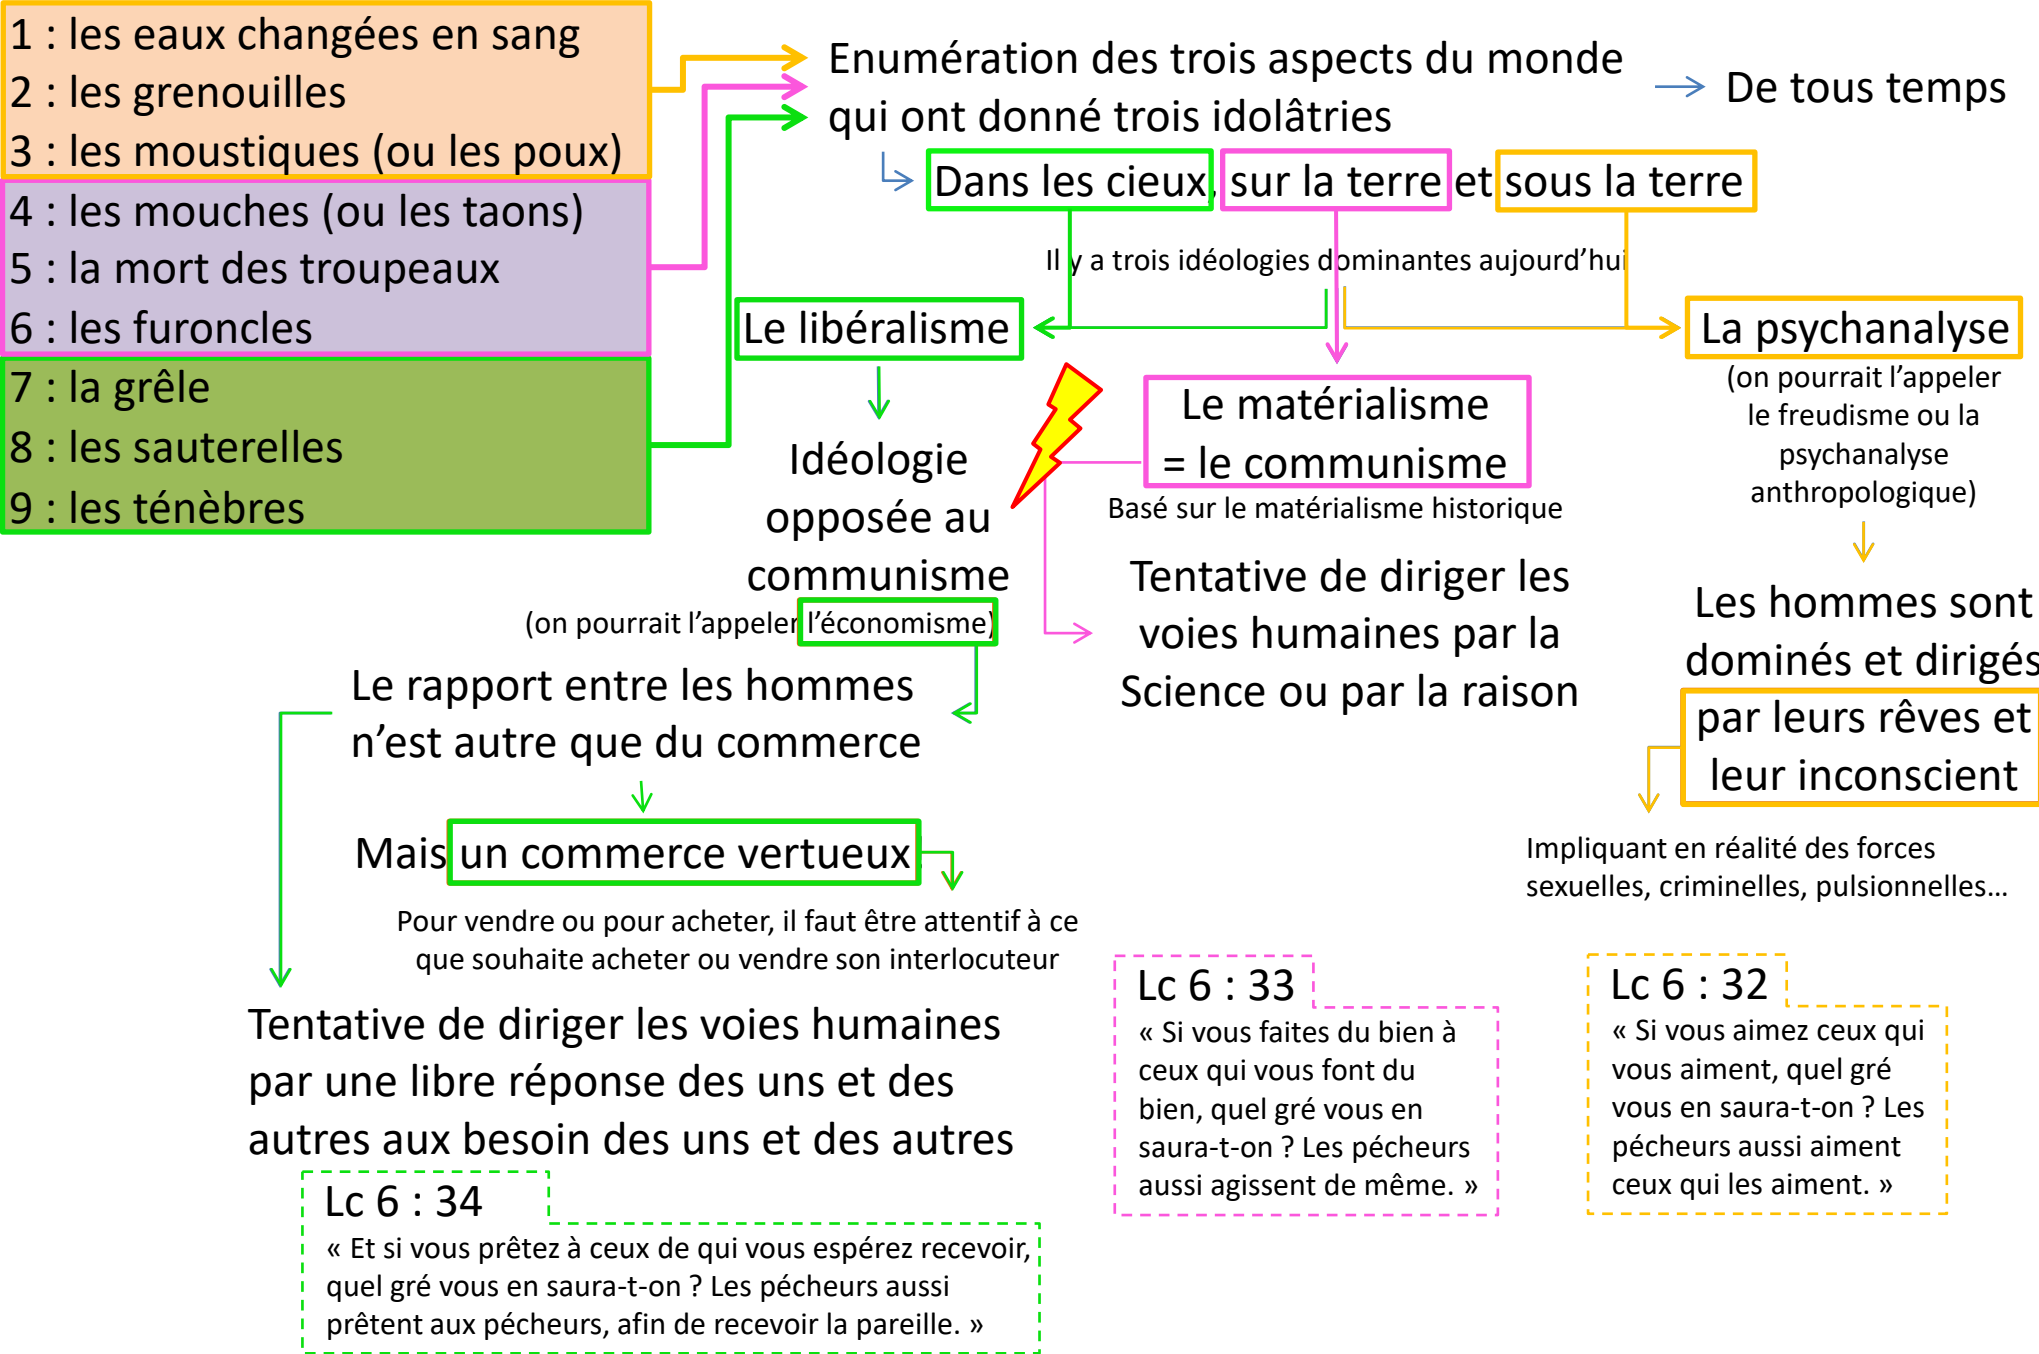 1 : les eaux changées en sang
2 : les grenouilles
3 : les moustiques (ou les poux)
4 : les mouches (ou les taons)
5 : la mort des troupeaux
6 : les furoncles
7 : la grêle
8 : les sauterelles
9 : les ténèbres
Enumération des trois aspects du monde
qui ont donné trois idolâtries
De tous temps
Dans les cieux, sur la terre et sous la terre
Il y a trois idéologies dominantes aujourd’hui
Le libéralisme
Idéologie
opposée au
communisme
(on pourrait l’appeler l’économisme)
Le rapport entre les hommes
n’est autre que du commerce
Mais un commerce vertueux
Pour vendre ou pour acheter, il faut être attentif à ce
que souhaite acheter ou vendre son interlocuteur
Tentative de diriger les voies humaines
par une libre réponse des uns et des
autres aux besoin des uns et des autres
Lc 6 : 34
« Et si vous prêtez à ceux de qui vous espérez recevoir,
quel gré vous en saura-t-on ? Les pécheurs aussi
prêtent aux pécheurs, afin de recevoir la pareille. »
Le matérialisme
= le communisme
Basé sur le matérialisme historique
Tentative de diriger les
voies humaines par la
Science ou par la raison
Lc 6 : 33
« Si vous faites du bien à
ceux qui vous font du
bien, quel gré vous en
saura-t-on ? Les pécheurs
aussi agissent de même. »
La psychanalyse
(on pourrait l’appeler
le freudisme ou la
psychanalyse
anthropologique)
Les hommes sont
dominés et dirigés
par leurs rêves et
leur inconscient
Impliquant en réalité des forces
sexuelles, criminelles, pulsionnelles…
Lc 6 : 32
« Si vous aimez ceux qui
vous aiment, quel gré
vous en saura-t-on ? Les
pécheurs aussi aiment
ceux qui les aiment. »